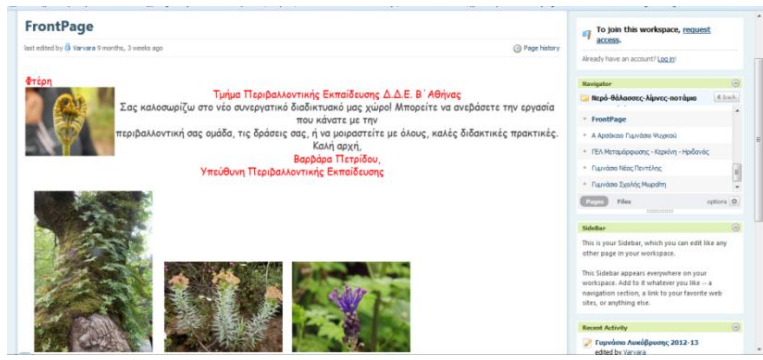 FrontPage
last edited by Varvara 9 months, 3 weeks ago
Page history
Φτέρη
Τμήμα Περιβαλλοντικής Εκπαίδευσης Δ.Δ.Ε. Β΄Αθήνας
Σας καλοσωρίζω στο νέο συνεργατικό διαδικτυακό μας χώρο! Μπορείτε να ανεβάσετε την εργασία
που κάνατε με την
περιβαλλοντική σας ομάδα, τις δράσεις σας, ή να μοιραστείτε με όλους, καλές διδακτικές πρακτικές.
Καλή αρχή,
Βαρβάρα Πετρίδου,
Υπεύθυνη Περιβαλλοντικής Εκπαίδευσης
To join this workspace, request
access.
Already have an account? Log in!
Navigator
Νερό-θάλασσες-λίμνες-ποτάμια
back
FrontPage
Α Αρσάκειο Γυμνάσιο Ψυχικού
ΓΕΛ Μεταμόρφωσης - Κερκίνη - Ηριδανός
Γυμνάσιο Νέας Πεντέλης
Γυμνάσιο Σχολής Μωραΐτη
Pages Files options
SideBar
This is your Sidebar, which you can edit like any
other page in your workspace.
This Sidebar appears everywhere on your
workspace. Add to it whatever you like -- a
navigation section, a link to your favorite web
sites, or anything else.
Recent Activity
Γυμνάσιο Λυκόβρυσης 2012-13
edited by Varvara